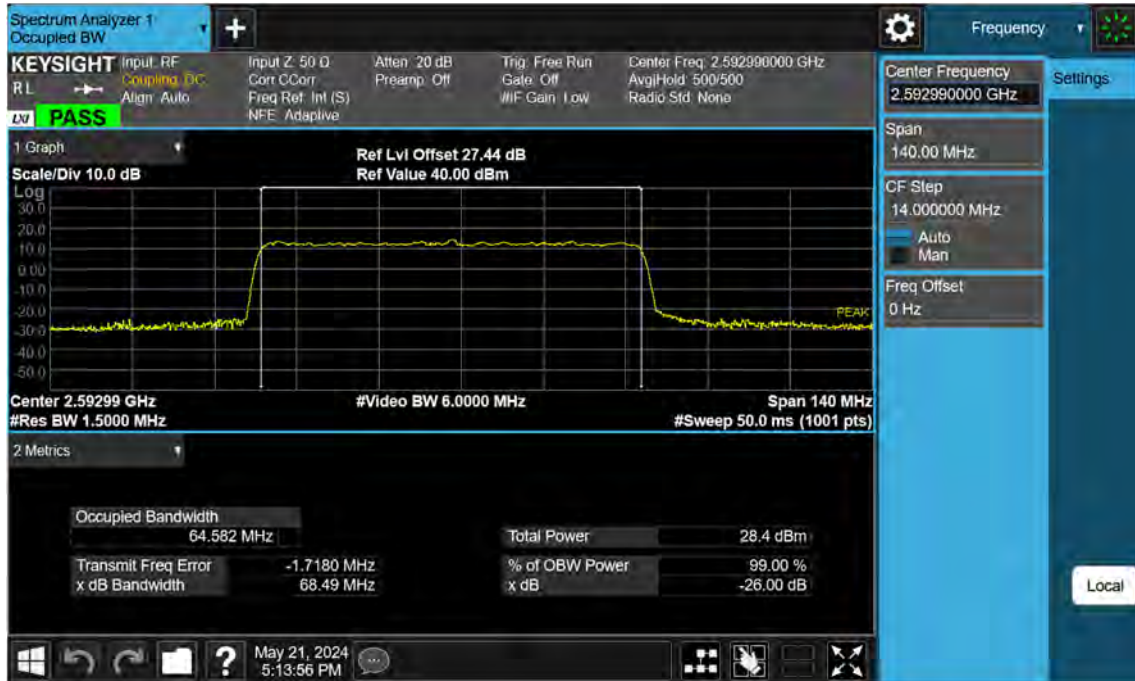 Spectrum Analyzer 1
Occupied BW
Frequency
KEYSIGHT
RL
LXI
PASS
Input: RF
Coupling: DC
Align: Auto
Input Z: 50 Ω
Corr CCorr
Freq Ref: Int (S)
NFE: Adaptive
Atten: 20 dB
Preamp: Off
Trig: Free Run
Gate: Off
#IF Gain: Low
Center Freq: 2.592990000 GHz
Avg|Hold: 500/500
Radio Std: None
1 Graph
Scale/Div 10.0 dB
Ref Lvl Offset 27.44 dB
Ref Value 40.00 dBm
Log
30.0
20.0
10.0
0.00
-10.0
-20.0
-30.0
-40.0
-50.0
PEAK
Center 2.59299 GHz
#Video BW 6.0000 MHz
Span 140 MHz
#Res BW 1.5000 MHz
#Sweep 50.0 ms (1001 pts)
2 Metrics
Occupied Bandwidth
64.582 MHz
Total Power 28.4 dBm
Transmit Freq Error -1.7180 MHz
% of OBW Power 99.00 %
x dB Bandwidth 68.49 MHz
x dB -26.00 dB
May 21, 2024
5:13:56 PM
Center Frequency
2.592990000 GHz
Settings
Span
140.00 MHz
CF Step
14.000000 MHz
Auto
Man
Freq Offset
0 Hz
Local